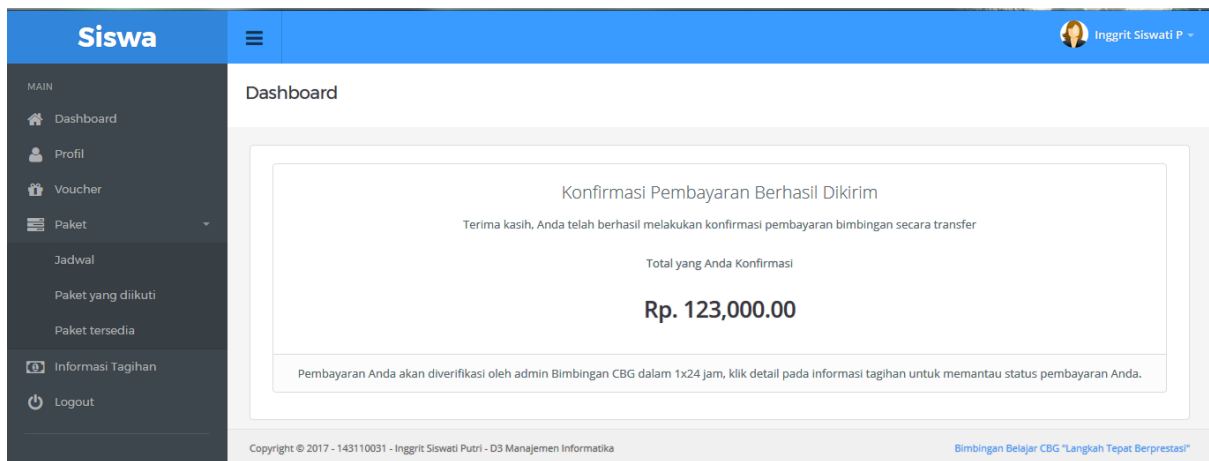 Siswa
Inggrit Siswati P
MAIN
Dashboard
Profil
Voucher
Paket
Jadwal
Paket yang diikuti
Paket tersedia
Informasi Tagihan
Logout
Dashboard
Konfirmasi Pembayaran Berhasil Dikirim
Terima kasih, Anda telah berhasil melakukan konfirmasi pembayaran bimbingan secara transfer
Total yang Anda Konfirmasi
Rp. 123,000.00
Pembayaran Anda akan diverifikasi oleh admin Bimbingan CBG dalam 1x24 jam, klik detail pada informasi tagihan untuk memantau status pembayaran Anda.
Copyright © 2017 - 143110031 - Inggrit Siswati Putri - D3 Manajemen Informatika
Bimbingan Belajar CBG "Langkah Tepat Berprestasi"